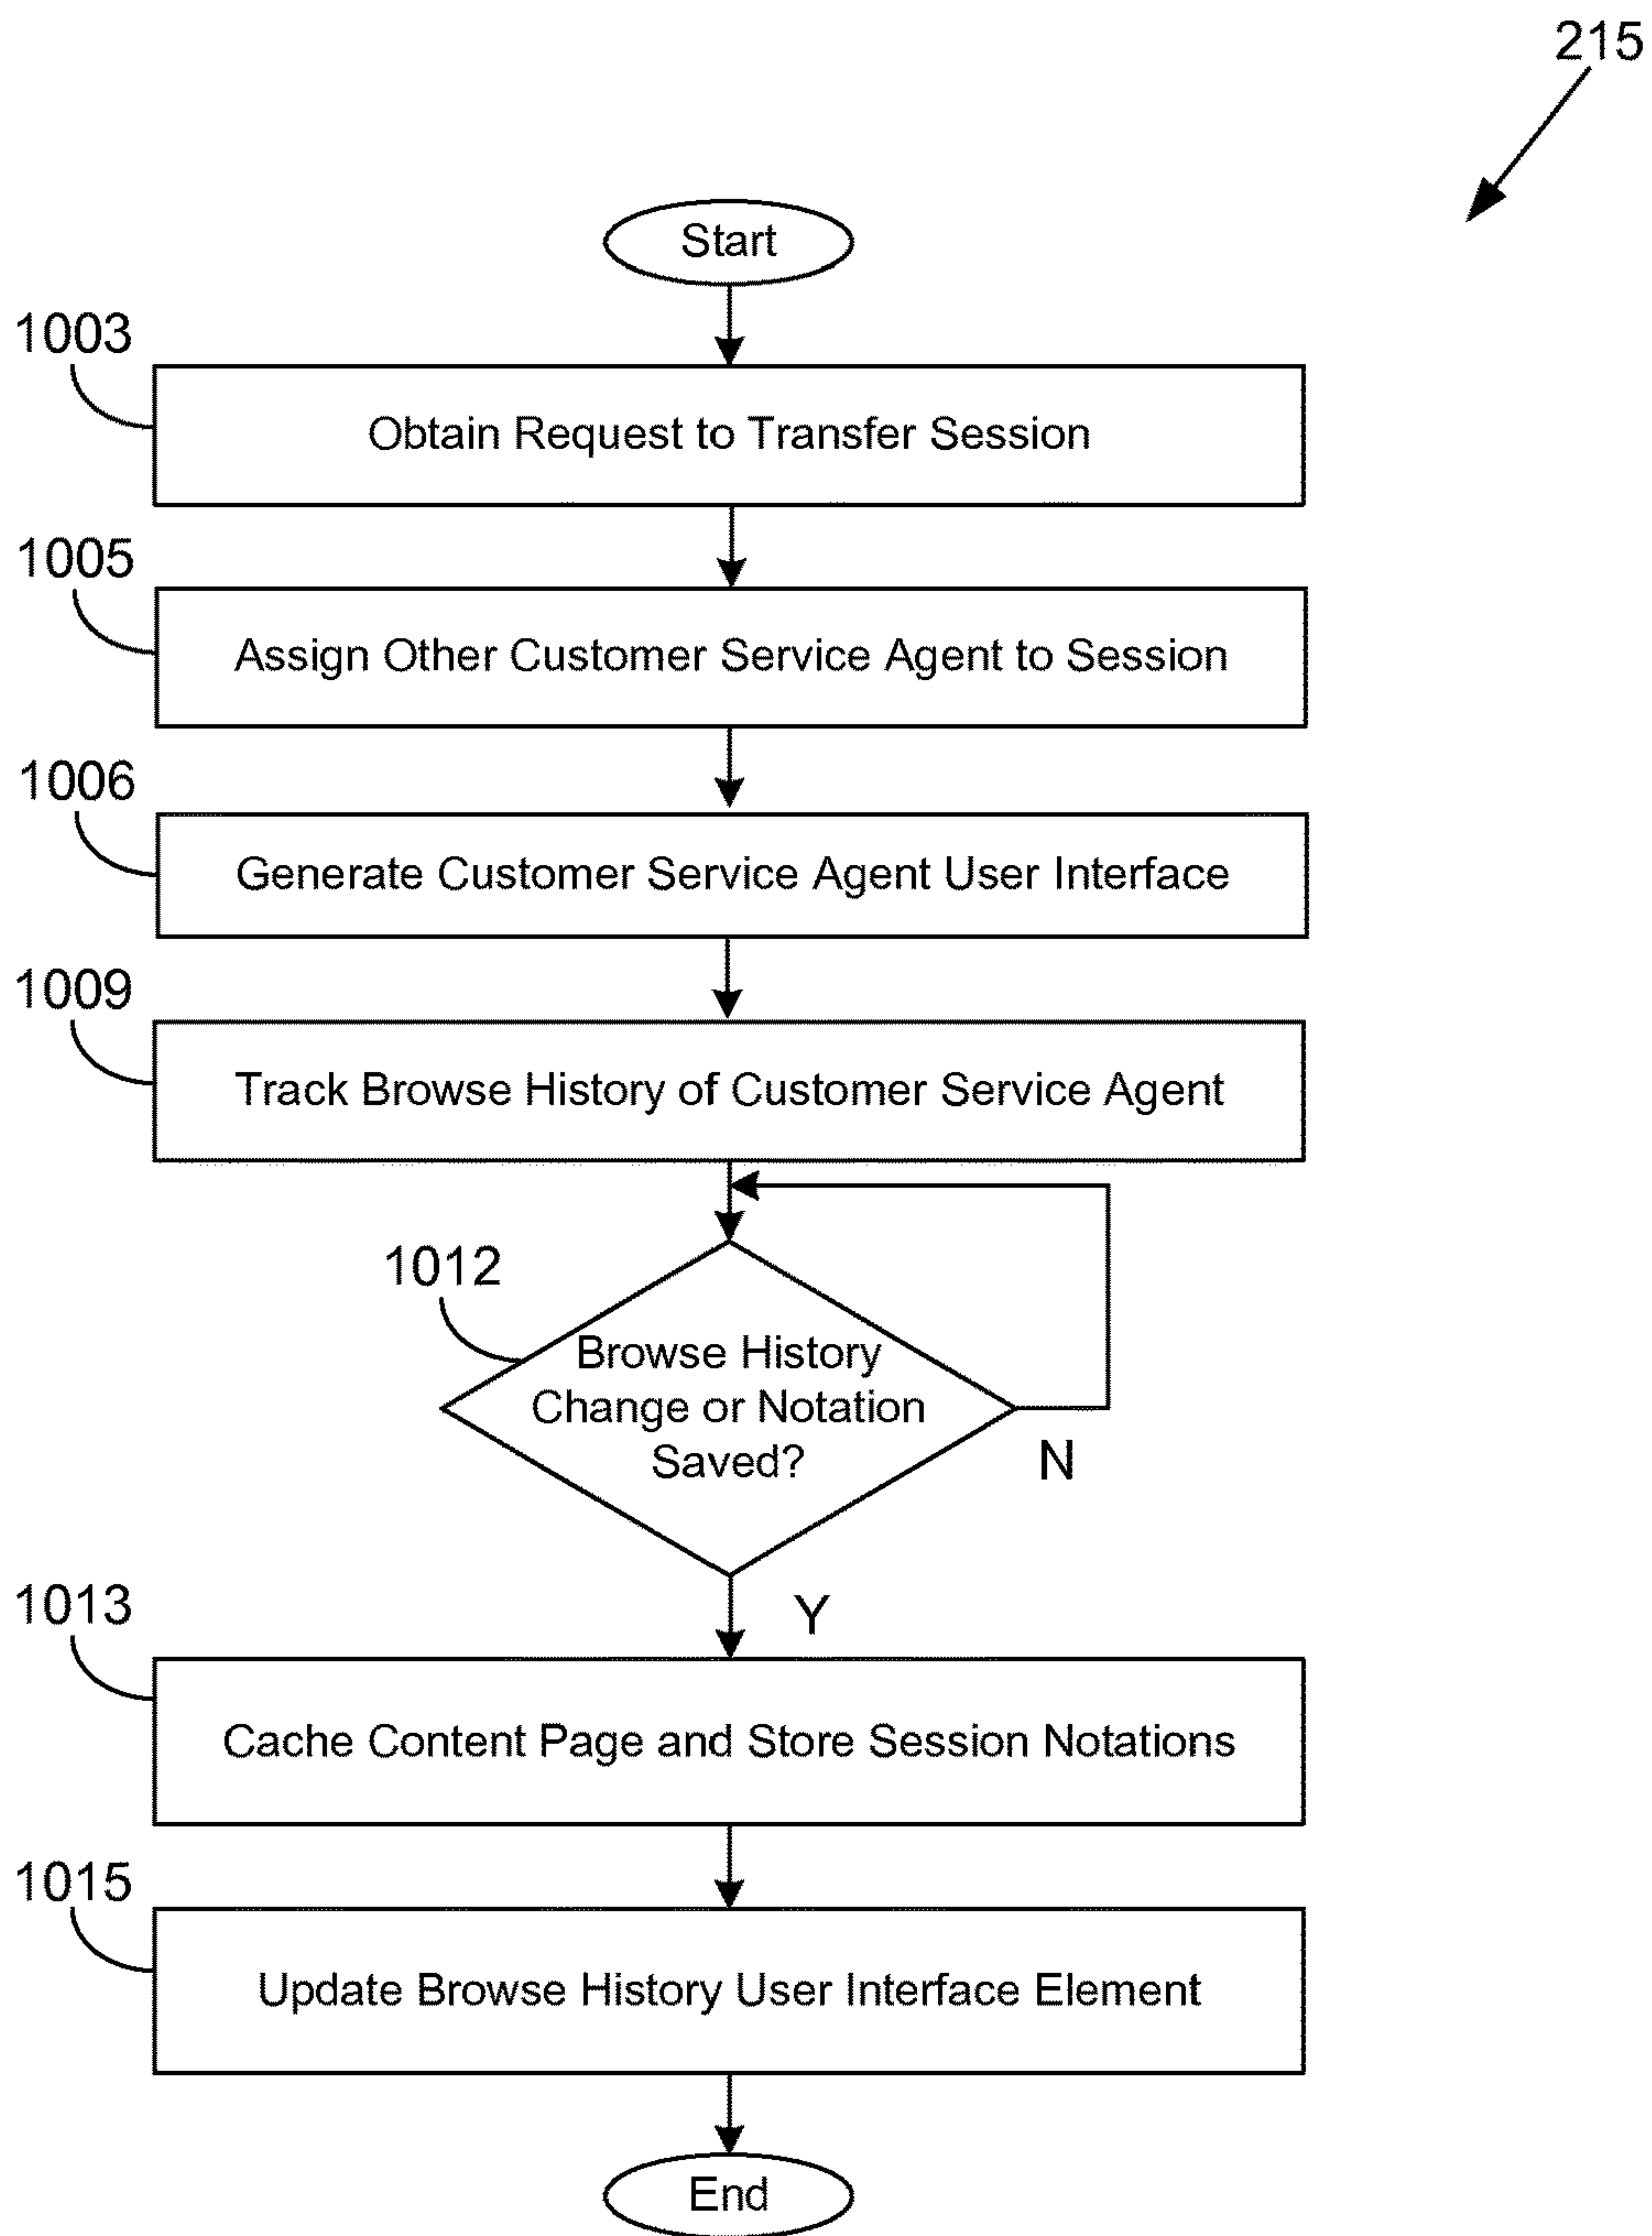 215
Start
1003
Obtain Request to Transfer Session
1005
Assign Other Customer Service Agent to Session
1006
Generate Customer Service Agent User Interface
1009
Track Browse History of Customer Service Agent
1012
Browse History
Change or Notation
Saved?
N
Y
1013
Cache Content Page and Store Session Notations
1015
Update Browse History User Interface Element
End